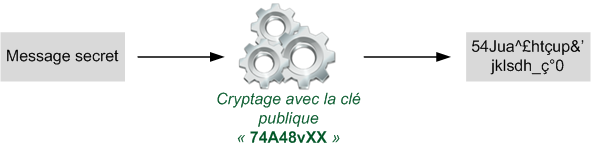 Message secret
Cryptage avec la clé
publique
« 74A48vXX »
54Jua^£htçup&’
jklsdh_ç°0